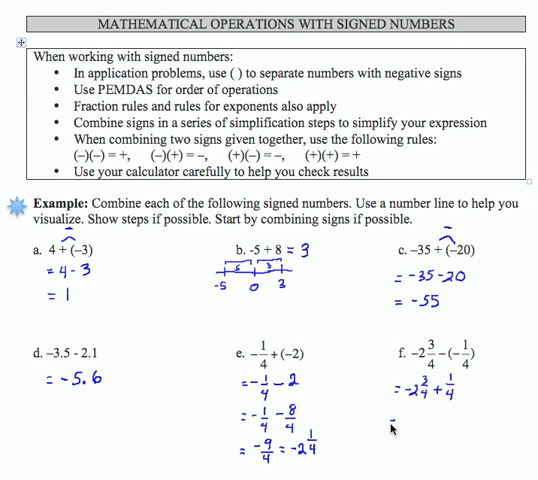 MATHEMATICAL OPERATIONS WITH SIGNED NUMBERS
When working with signed numbers:
• In application problems, use ( ) to separate numbers with negative signs
• Use PEMDAS for order of operations
• Fraction rules and rules for exponents also apply
• Combine signs in a series of simplification steps to simplify your expression
• When combining two signs given together, use the following rules:
(–)(–) = +, (–)(+) = –, (+)(–) = –, (+)(+) = +
• Use your calculator carefully to help you check results
Example: Combine each of the following signed numbers. Use a number line to help you
visualize. Show steps if possible. Start by combining signs if possible.
a. 4 + (–3)
–
= 4 - 3
= 1
b. -5 + 8 = 3
5 3
-5 0 3
c. –35 + (–20)
–
= -35 - 20
= -55
d. –3.5 - 2.1
= -5.6
e. -1/4 + (–2)
= -1/4 - 2
= -1/4 - 8/4
= -9/4 = -2 1/4
f. –2 3/4 – (–1/4)
= -2 3/4 + 1/4
=